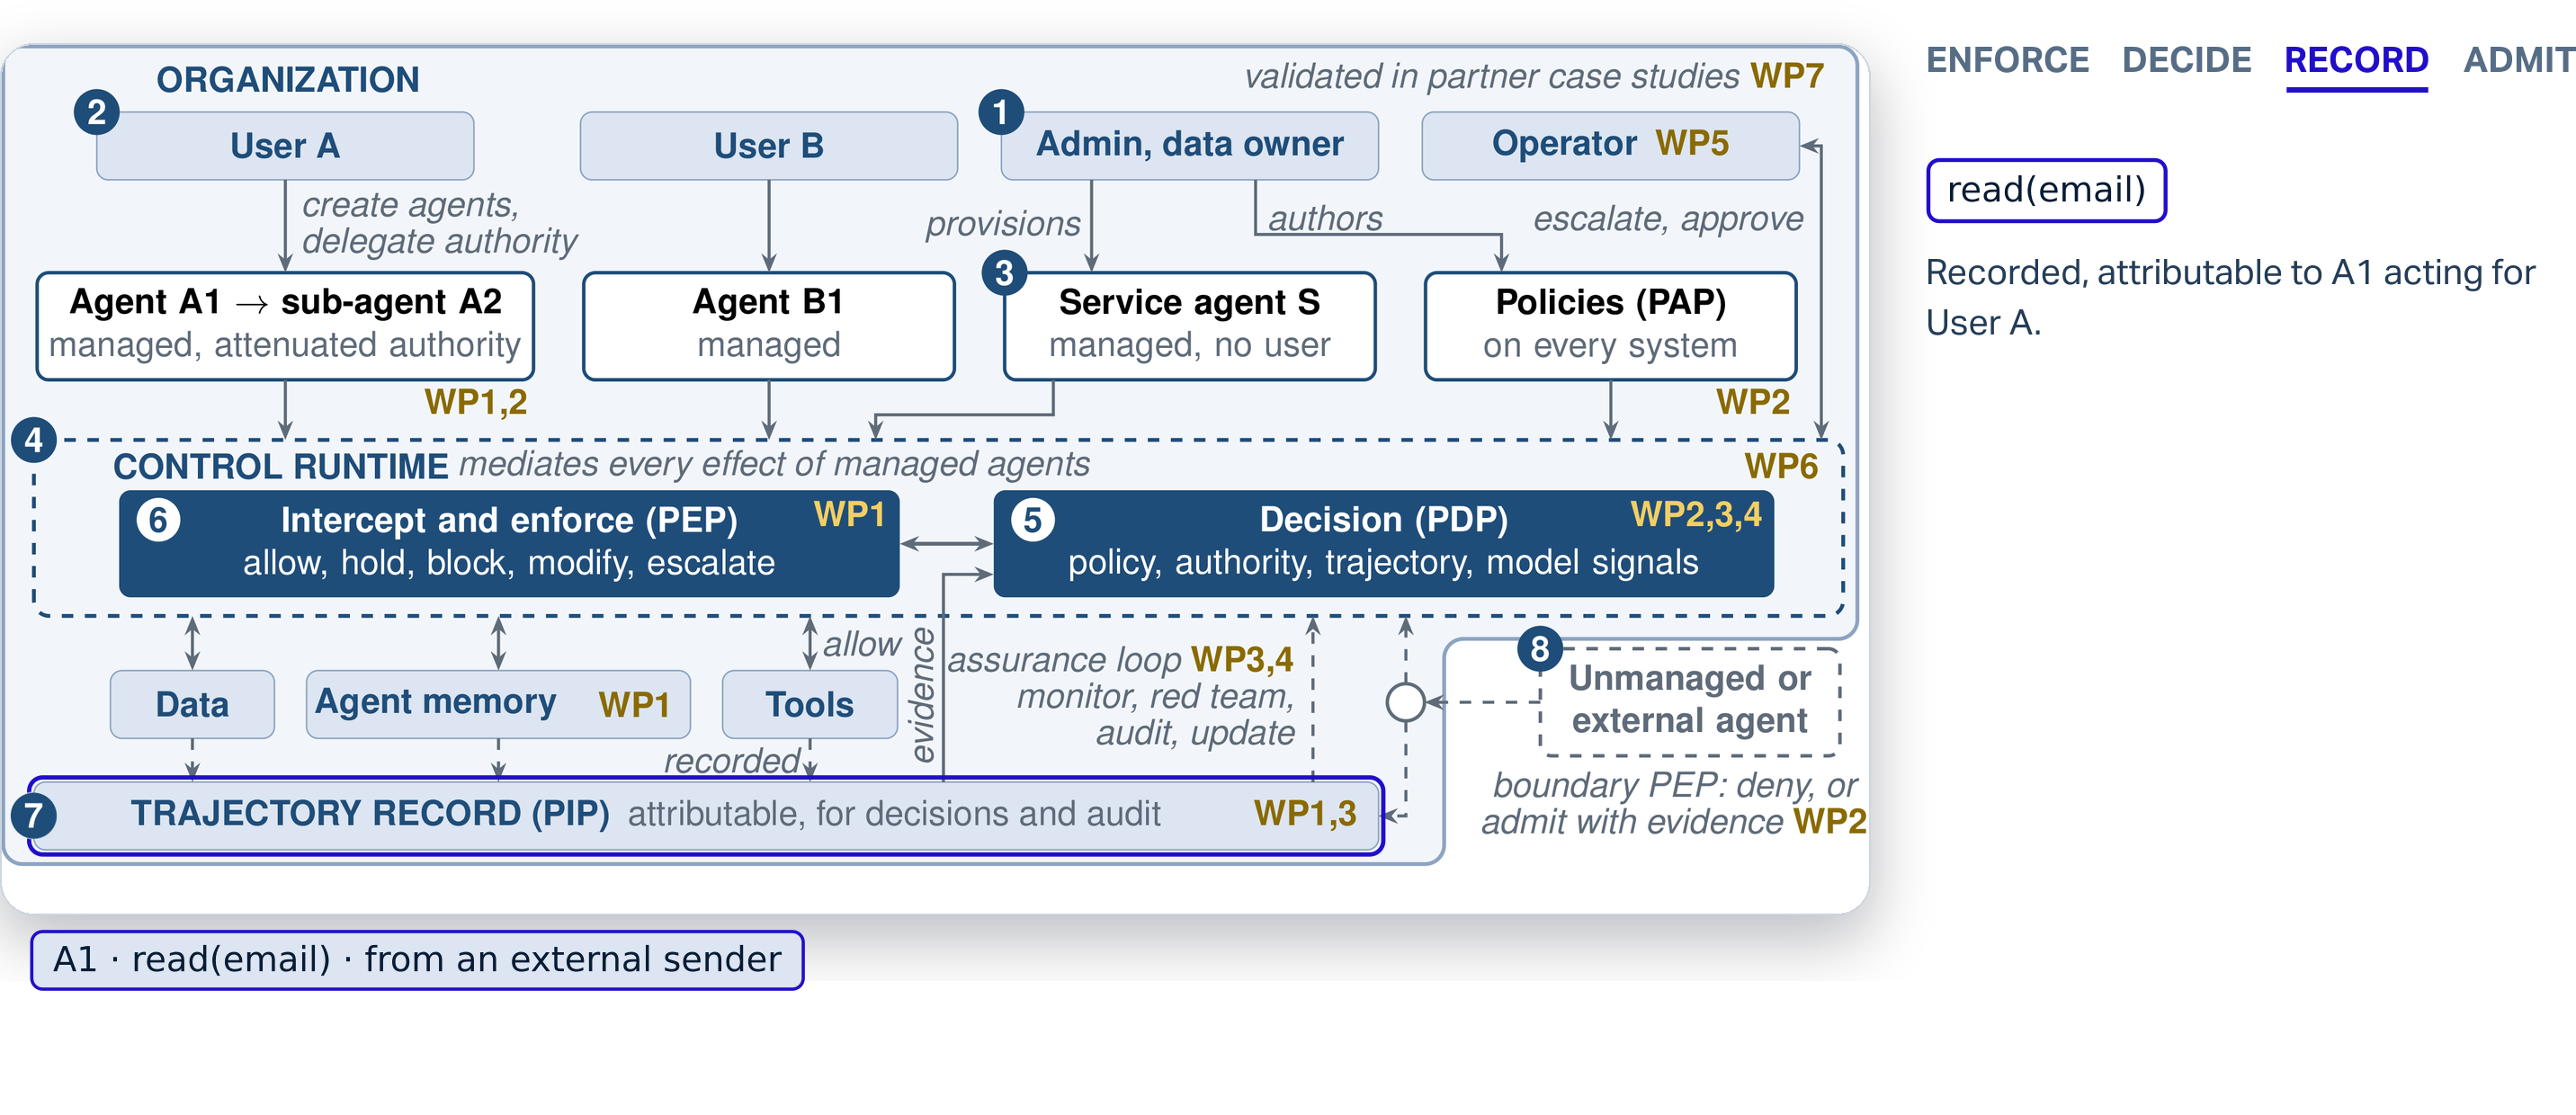 ORGANIZATION
validated in partner case studies WP7
2
User A
User B
1
Admin, data owner
Operator WP5
create agents,
delegate authority
provisions
authors
escalate, approve
Agent A1 → sub-agent A2
managed, attenuated authority
Agent B1
managed
3
Service agent S
managed, no user
Policies (PAP)
on every system
WP1,2
WP2
4
CONTROL RUNTIME mediates every effect of managed agents
WP6
6
Intercept and enforce (PEP)
WP1
allow, hold, block, modify, escalate
5
Decision (PDP)
WP2,3,4
policy, authority, trajectory, model signals
allow
evidence
assurance loop WP3,4
monitor, red team,
audit, update
Data
Agent memory WP1
Tools
8
Unmanaged or
external agent
recorded
boundary PEP: deny, or
admit with evidence WP2
7
TRAJECTORY RECORD (PIP) attributable, for decisions and audit
WP1,3
A1 · read(email) · from an external sender
ENFORCE DECIDE RECORD ADMIT
read(email)
Recorded, attributable to A1 acting for
User A.